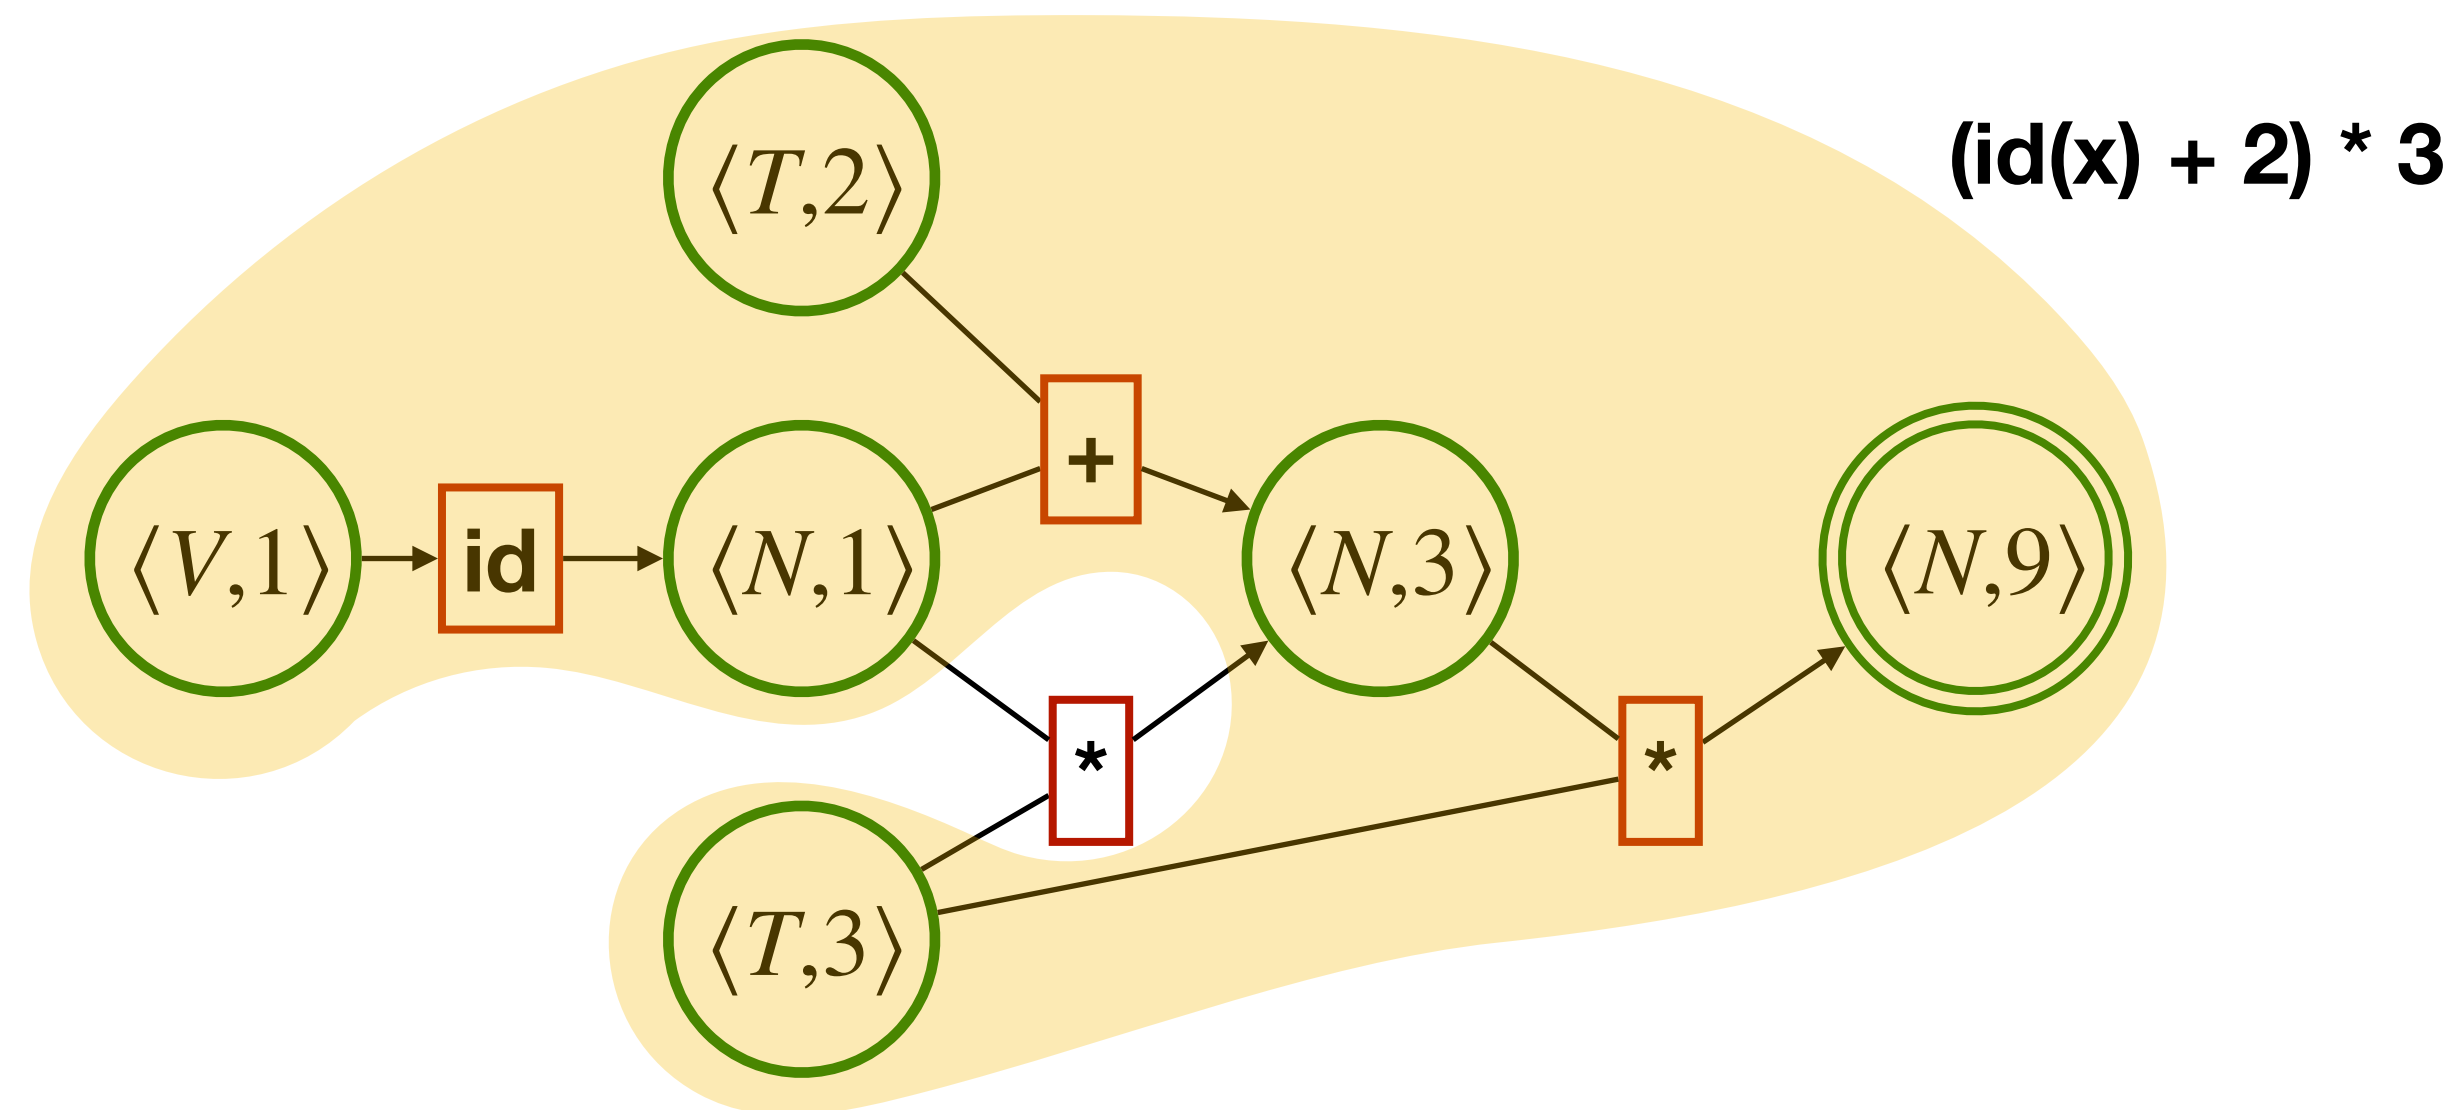 ⟨T,2⟩
(id(x) + 2) * 3
+
⟨V,1⟩
id
⟨N,1⟩
⟨N,3⟩
⟨N,9⟩
*
*
⟨T,3⟩